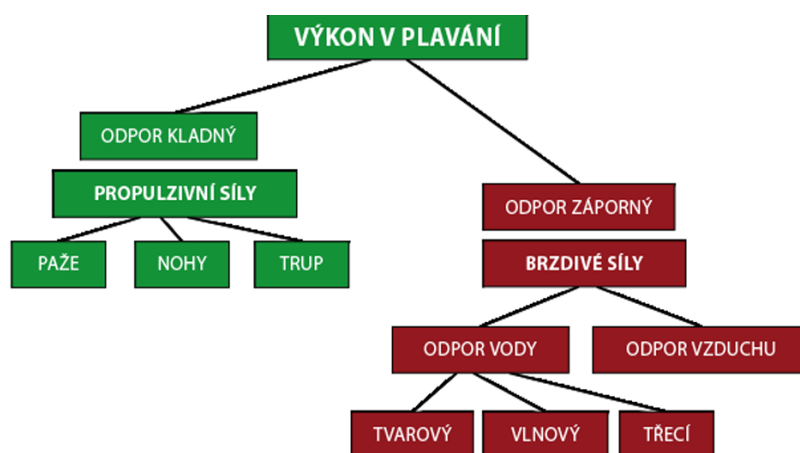 VÝKON V PLAVÁNÍ
ODPOR KLADNÝ
PROPULZIVNÍ SÍLY
PAŽE
NOHY
TRUP
ODPOR ZÁPORNÝ
BRZDIVÉ SÍLY
ODPOR VODY
ODPOR VZDUCHU
TVAROVÝ
VLNOVÝ
TŘECÍ